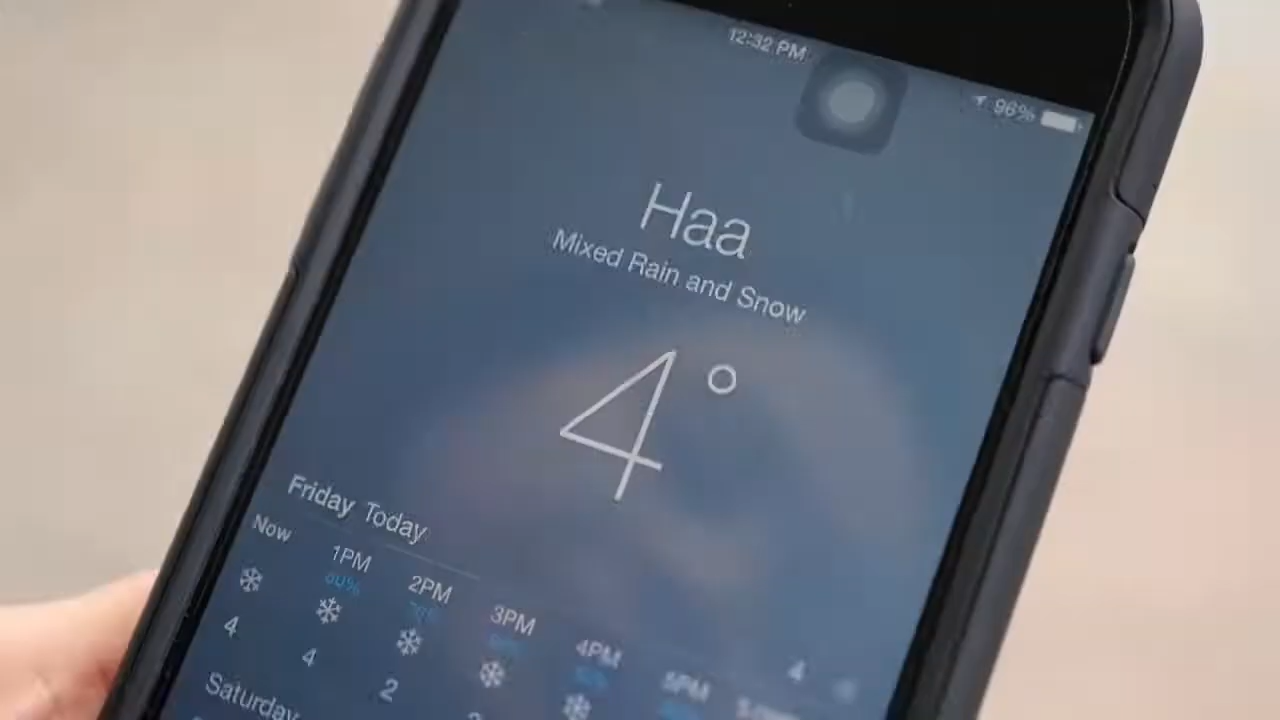 12:32 PM
96%
Haa
Mixed Rain and Snow
4°
Friday Today
Now 1PM 2PM 3PM 4PM 5PM
4 4 2
4
Saturday